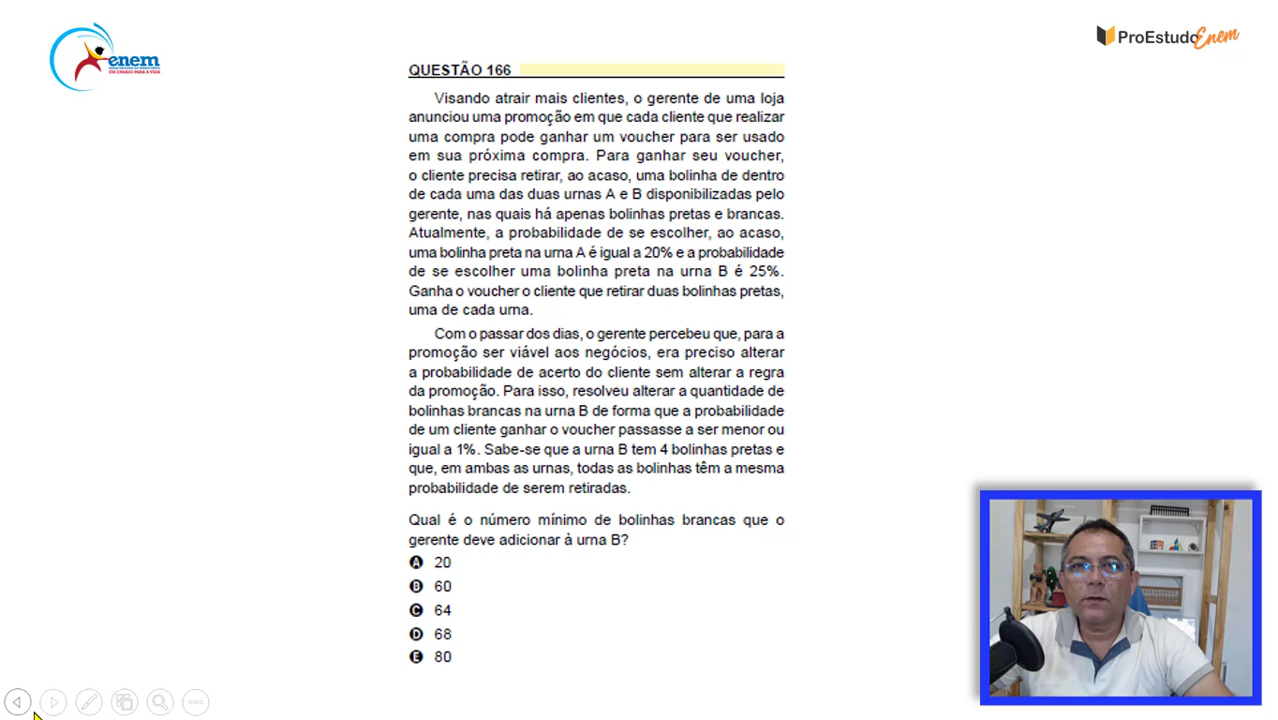 enem
ProEstudo Enem
QUESTÃO 166
Visando atrair mais clientes, o gerente de uma loja
anunciou uma promoção em que cada cliente que realizar
uma compra pode ganhar um voucher para ser usado
em sua próxima compra. Para ganhar seu voucher,
o cliente precisa retirar, ao acaso, uma bolinha de dentro
de cada uma das duas urnas A e B disponibilizadas pelo
gerente, nas quais há apenas bolinhas pretas e brancas.
Atualmente, a probabilidade de se escolher, ao acaso,
uma bolinha preta na urna A é igual a 20% e a probabilidade
de se escolher uma bolinha preta na urna B é 25%.
Ganha o voucher o cliente que retirar duas bolinhas pretas,
uma de cada urna.
Com o passar dos dias, o gerente percebeu que, para a
promoção ser viável aos negócios, era preciso alterar
a probabilidade de acerto do cliente sem alterar a regra
da promoção. Para isso, resolveu alterar a quantidade de
bolinhas brancas na urna B de forma que a probabilidade
de um cliente ganhar o voucher passasse a ser menor ou
igual a 1%. Sabe-se que a urna B tem 4 bolinhas pretas e
que, em ambas as urnas, todas as bolinhas têm a mesma
probabilidade de serem retiradas.
Qual é o número mínimo de bolinhas brancas que o
gerente deve adicionar à urna B?
A 20
B 60
C 64
D 68
E 80